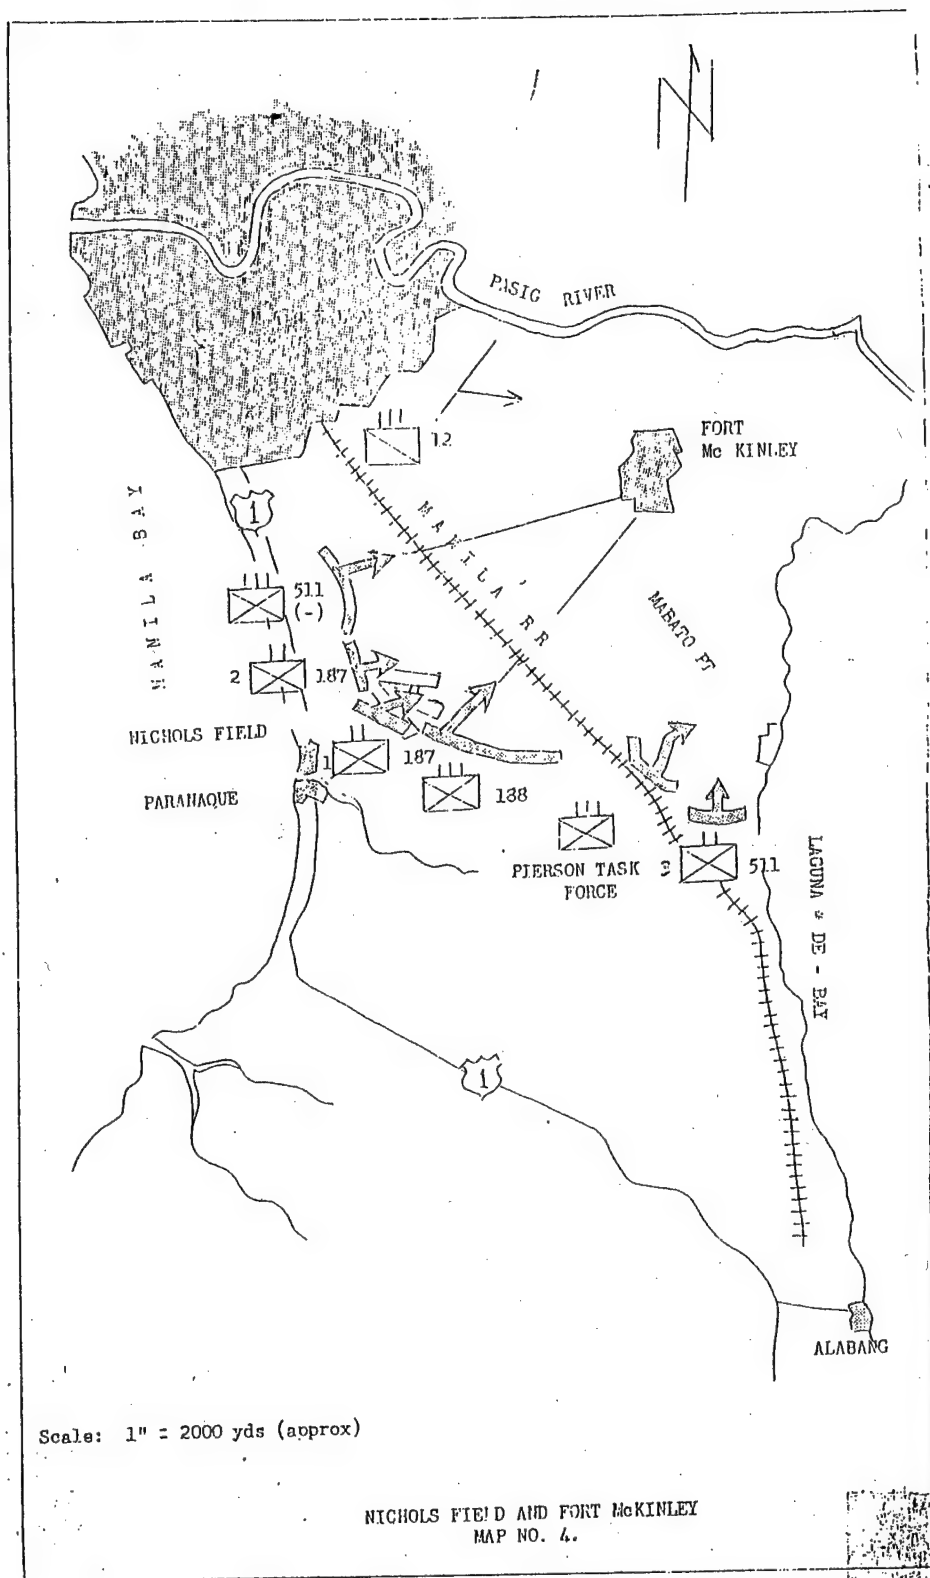 N
PASIG RIVER
12
FORT
Mc KINLEY
1
MANILA BAY
MANILA RR
511
(-)
MABATO PT
2 187
NICHOLS FIELD
1 187
PARANAQUE
188
PIERSON TASK
FORCE
3 511
LAGUNA * DE - BAY
1
ALABANG
Scale: 1" = 2000 yds (approx)
NICHOLS FIELD AND FORT McKINLEY
MAP NO. 4.